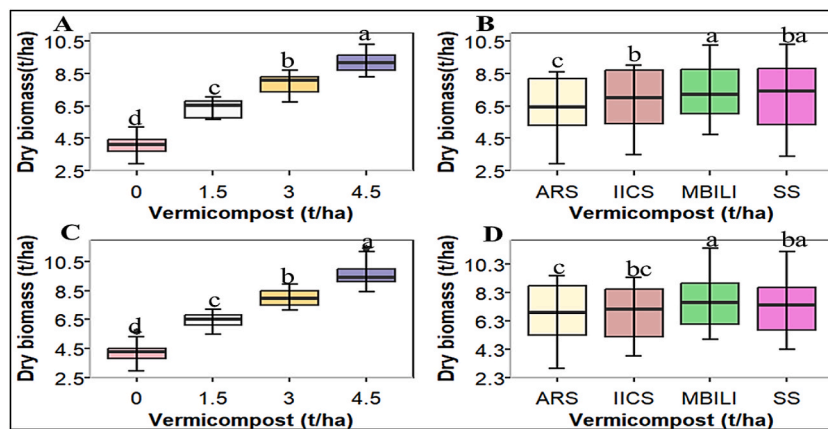 A
Dry biomass(t/ha)
10.5
8.5
6.5
4.5
2.5
d
c
b
a
0 1.5 3 4.5
Vermicompost (t/ha)
B
Dry biomass(t/ha)
10.5
8.5
6.5
4.5
2.5
c
b
a
ba
ARS IICS MBILI SS
Vermicompost (t/ha)
C
Dry biomass (t/ha)
10.5
8.5
6.5
4.5
2.5
d
c
b
a
0 1.5 3 4.5
Vermicompost (t/ha)
D
Dry biomass (t/ha)
10.3
8.3
6.3
4.3
2.3
c
bc
a
ba
ARS IICS MBILI SS
Vermicompost (t/ha)